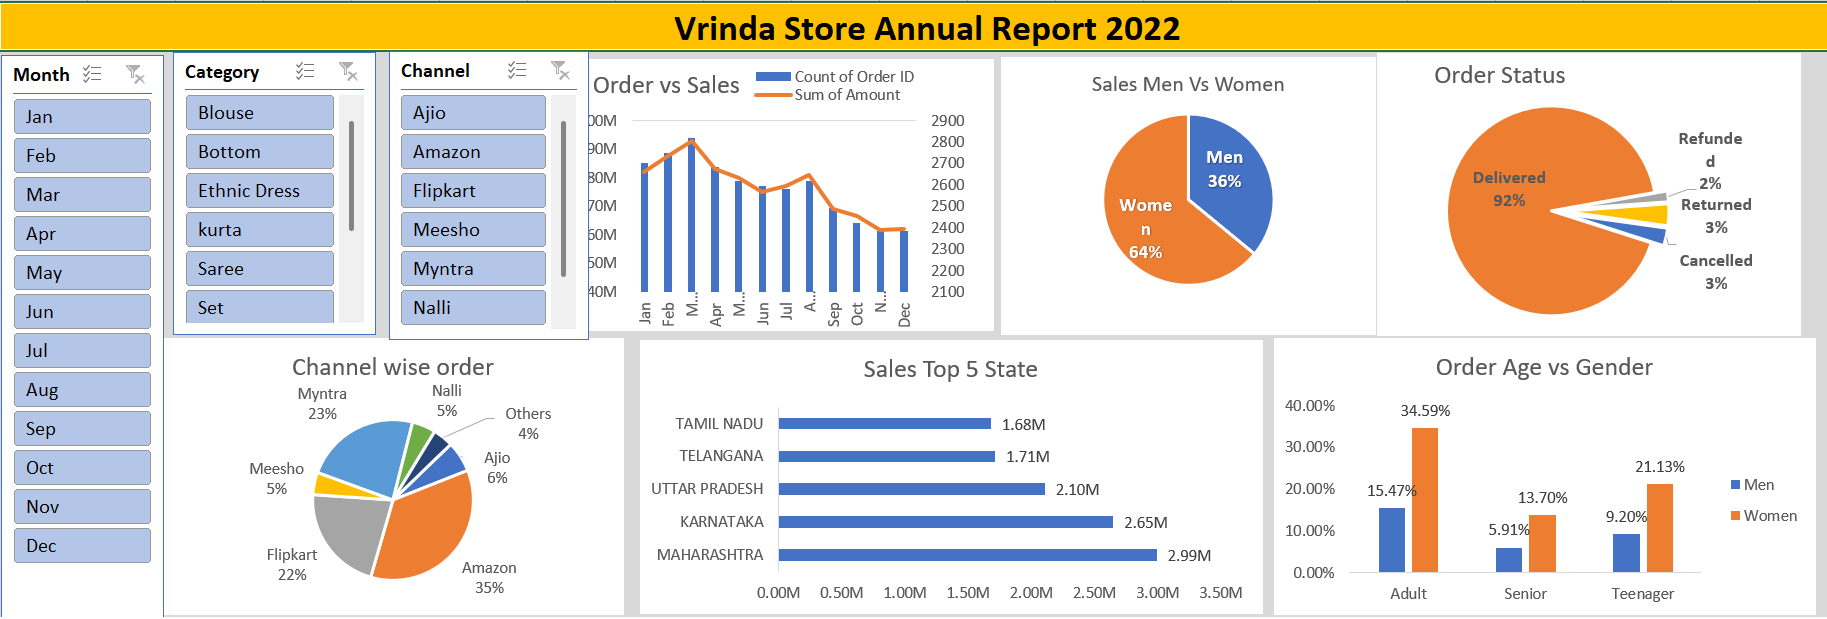 Vrinda Store Annual Report 2022
Month
Jan
Feb
Mar
Apr
May
Jun
Jul
Aug
Sep
Oct
Nov
Dec
Category
Blouse
Bottom
Ethnic Dress
kurta
Saree
Set
Channel
Ajio
Amazon
Flipkart
Meesho
Myntra
Nalli
Order vs Sales
Count of Order ID
Sum of Amount
00M
90M
80M
70M
60M
50M
40M
2900
2800
2700
2600
2500
2400
2300
2200
2100
Jan
Feb
M...
Apr
M...
Jun
Jul
A...
Sep
Oct
N...
Dec
Sales Men Vs Women
Men
36%
Wome
n
64%
Order Status
Delivered
92%
Refunde
d
2%
Returned
3%
Cancelled
3%
Channel wise order
Myntra
23%
Nalli
5%
Others
4%
Ajio
6%
Meesho
5%
Flipkart
22%
Amazon
35%
Sales Top 5 State
TAMIL NADU 1.68M
TELANGANA 1.71M
UTTAR PRADESH 2.10M
KARNATAKA 2.65M
MAHARASHTRA 2.99M
0.00M 0.50M 1.00M 1.50M 2.00M 2.50M 3.00M 3.50M
Order Age vs Gender
40.00%
30.00%
20.00%
10.00%
0.00%
15.47% 34.59%
5.91% 13.70%
9.20% 21.13%
Adult Senior Teenager
Men
Women